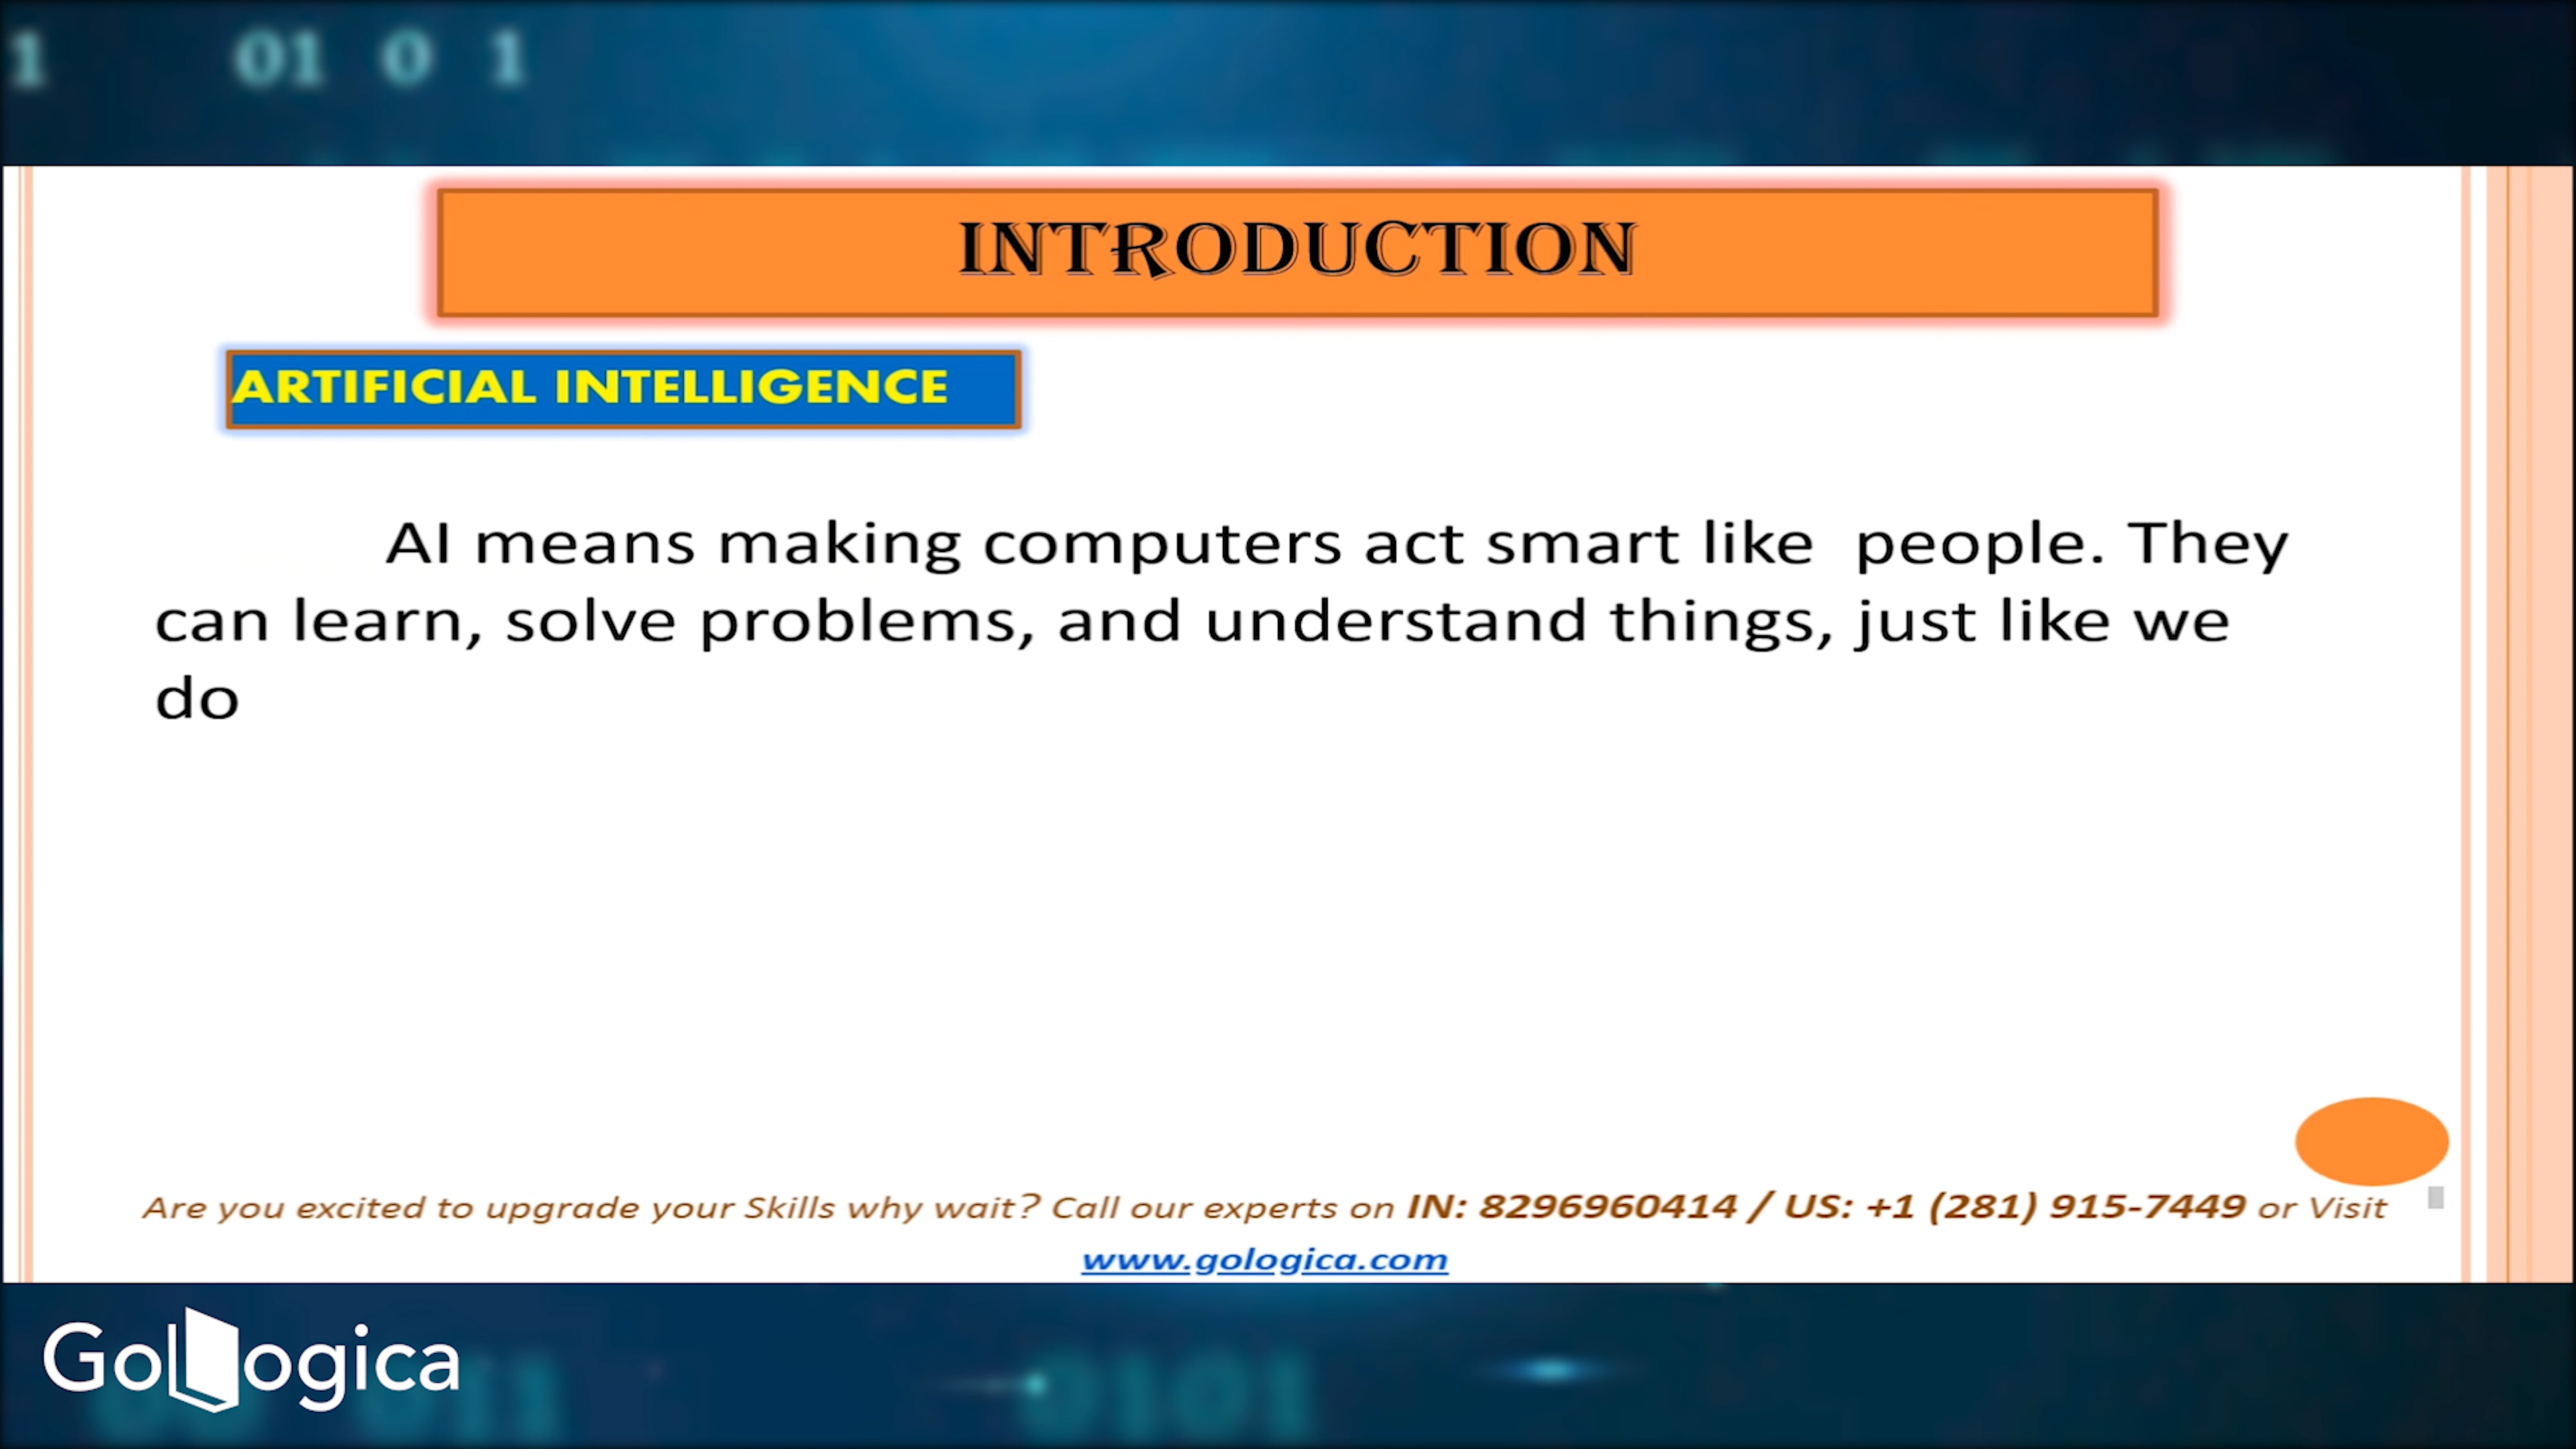 1 01 0 1
INTRODUCTION
ARTIFICIAL INTELLIGENCE
AI means making computers act smart like people. They
can learn, solve problems, and understand things, just like we
do
Are you excited to upgrade your Skills why wait? Call our experts on IN: 8296960414 / US: +1 (281) 915-7449 or Visit
www.gologica.com
GoLogica
0101